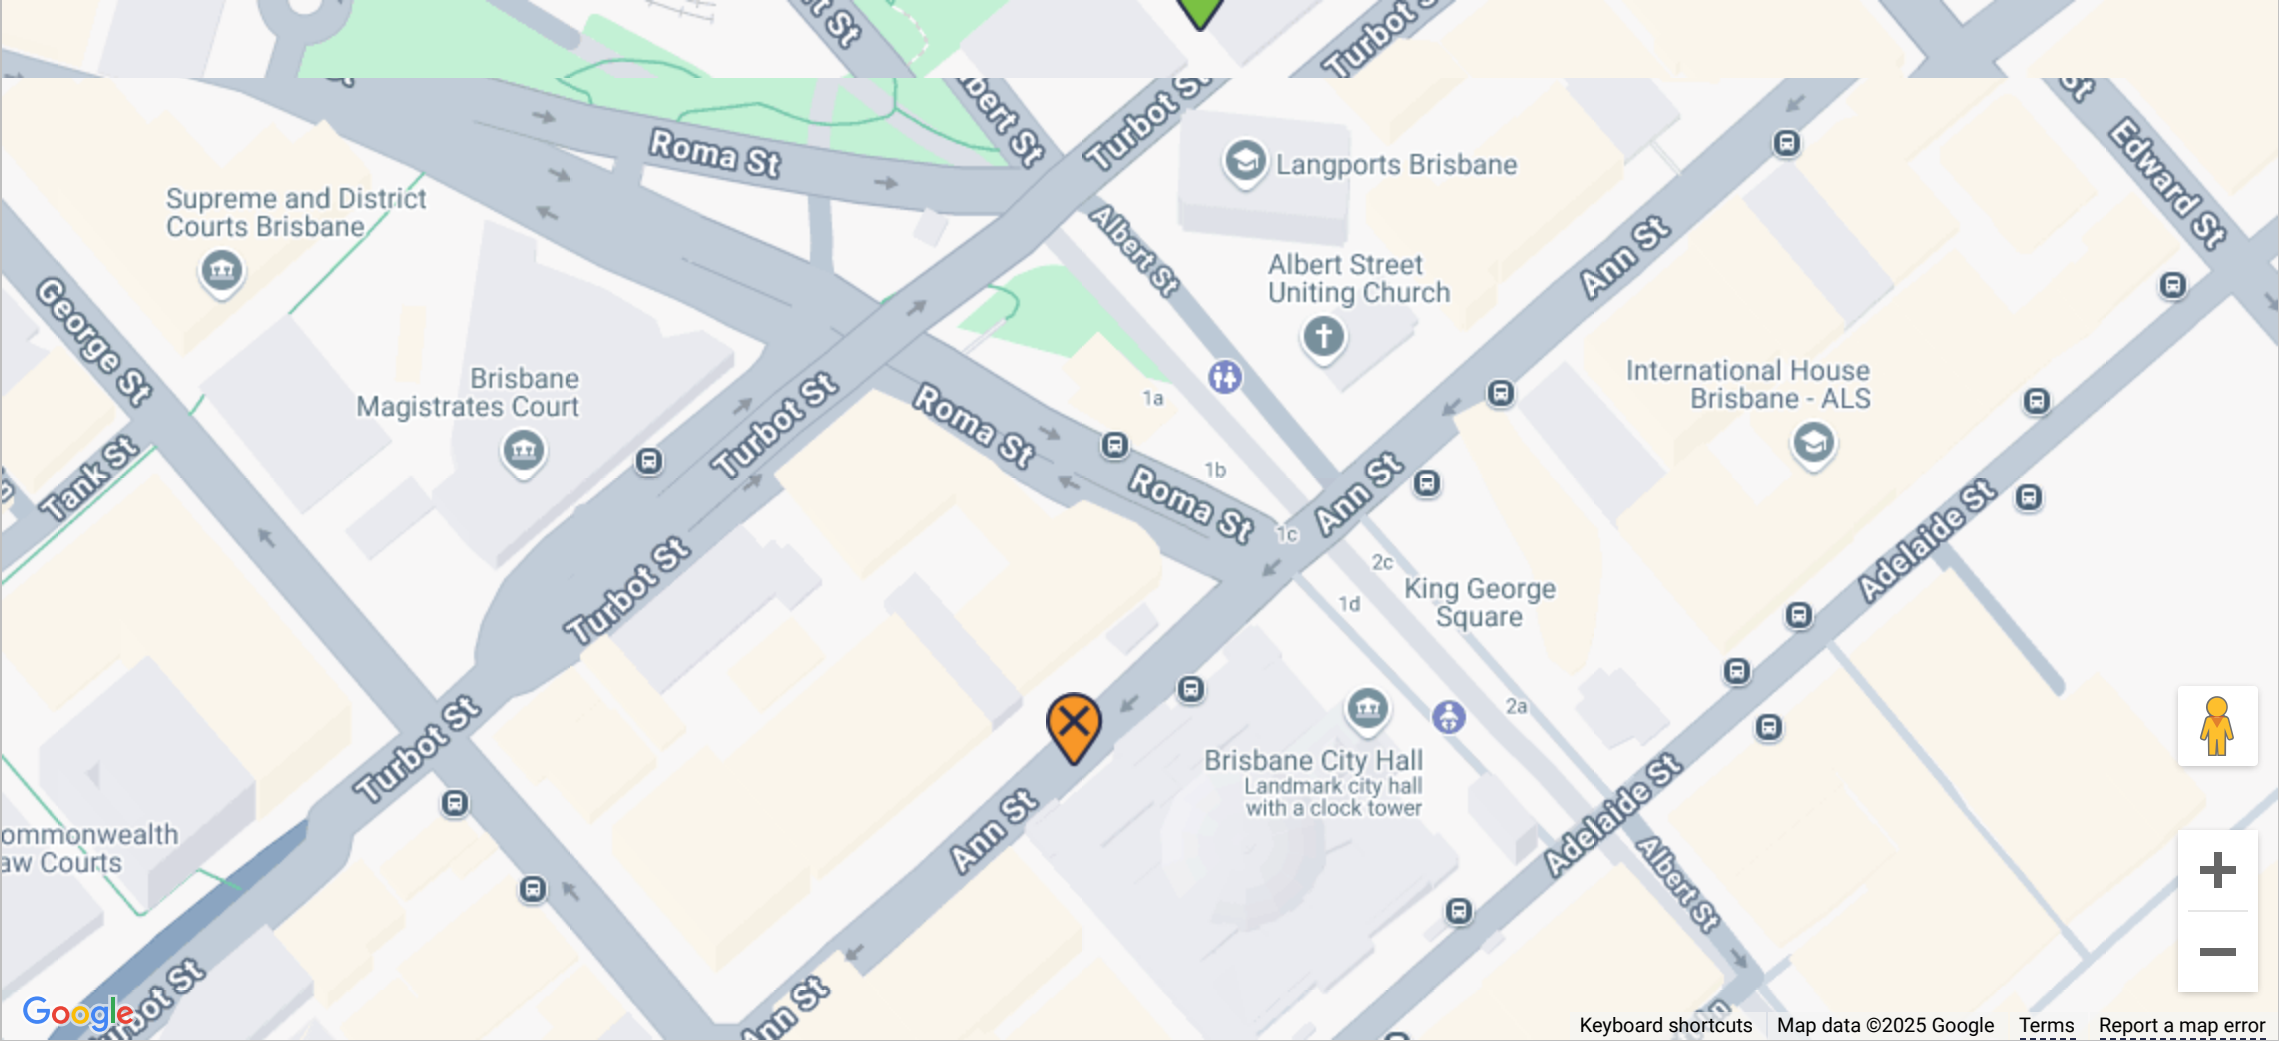 Turbot S
rt St
bert St
Turbot St
Roma St
Langports Brisbane
Edward St
Supreme and District
Courts Brisbane
Albert St
Ann St
Albert Street
Uniting Church
George St
Brisbane
Magistrates Court
Turbot St
Roma St
1a
International House
Brisbane - ALS
Tank St
1b
Roma St
Ann St
1c
2c
Adelaide St
Turbot St
1d
King George
Square
2a
Turbot St
Brisbane City Hall
Landmark city hall
with a clock tower
Ann St
Adelaide St
Albert St
ommonwealth
aw Courts
urbot St
Ann St
Google
Keyboard shortcuts
Map data ©2025 Google
Terms
Report a map error